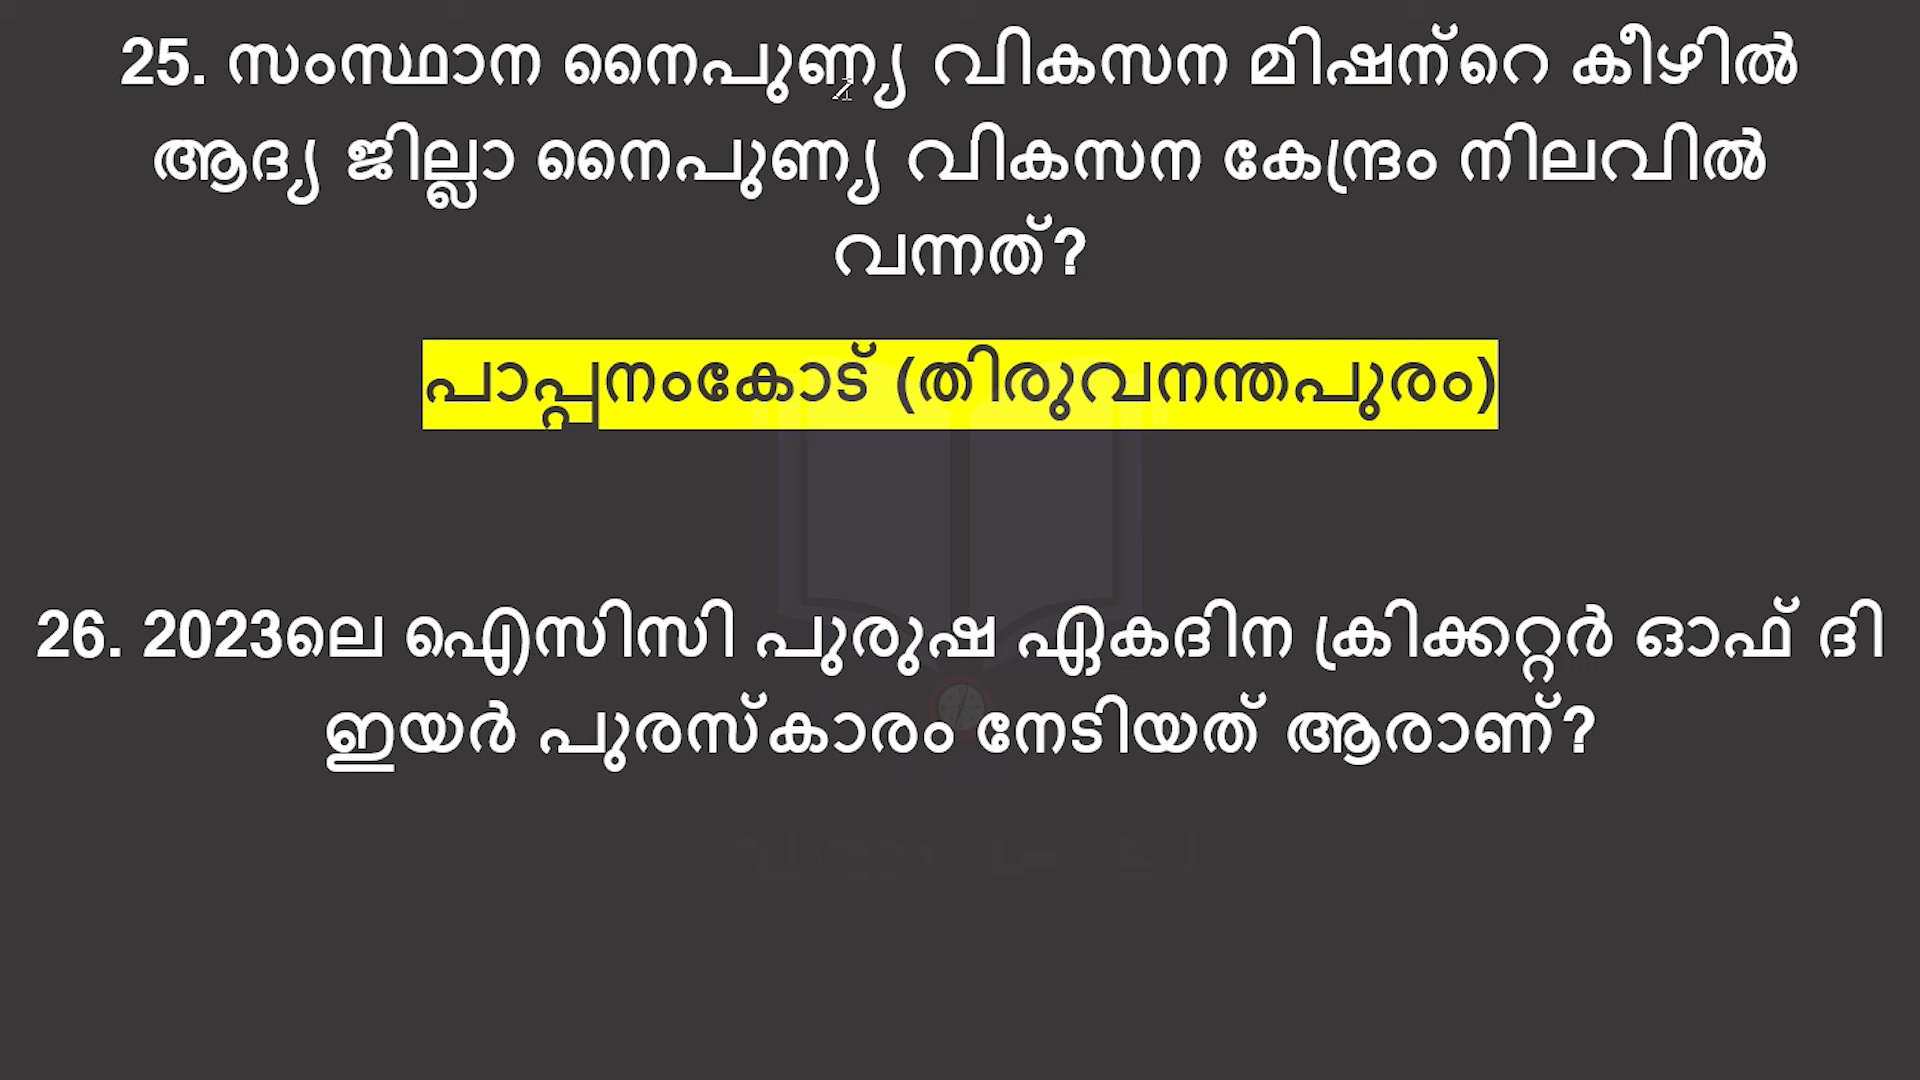 25. സംസ്ഥാന നൈപുണ്യ വികസന മിഷന്റെ കീഴിൽ
ആദ്യ ജില്ലാ നൈപുണ്യ വികസന കേന്ദ്രം നിലവിൽ
വന്നത്?
പാപ്പനംകോട് (തിരുവനന്തപുരം)
26. 2023ലെ ഐസിസി പുരുഷ ഏകദിന ക്രിക്കറ്റർ ഓഫ് ദി
ഇയർ പുരസ്കാരം നേടിയത് ആരാണ്?